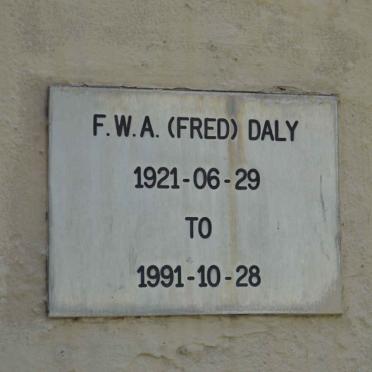 F.W.A. (FRED) DALY
1921-06-29
TO
1991-10-28